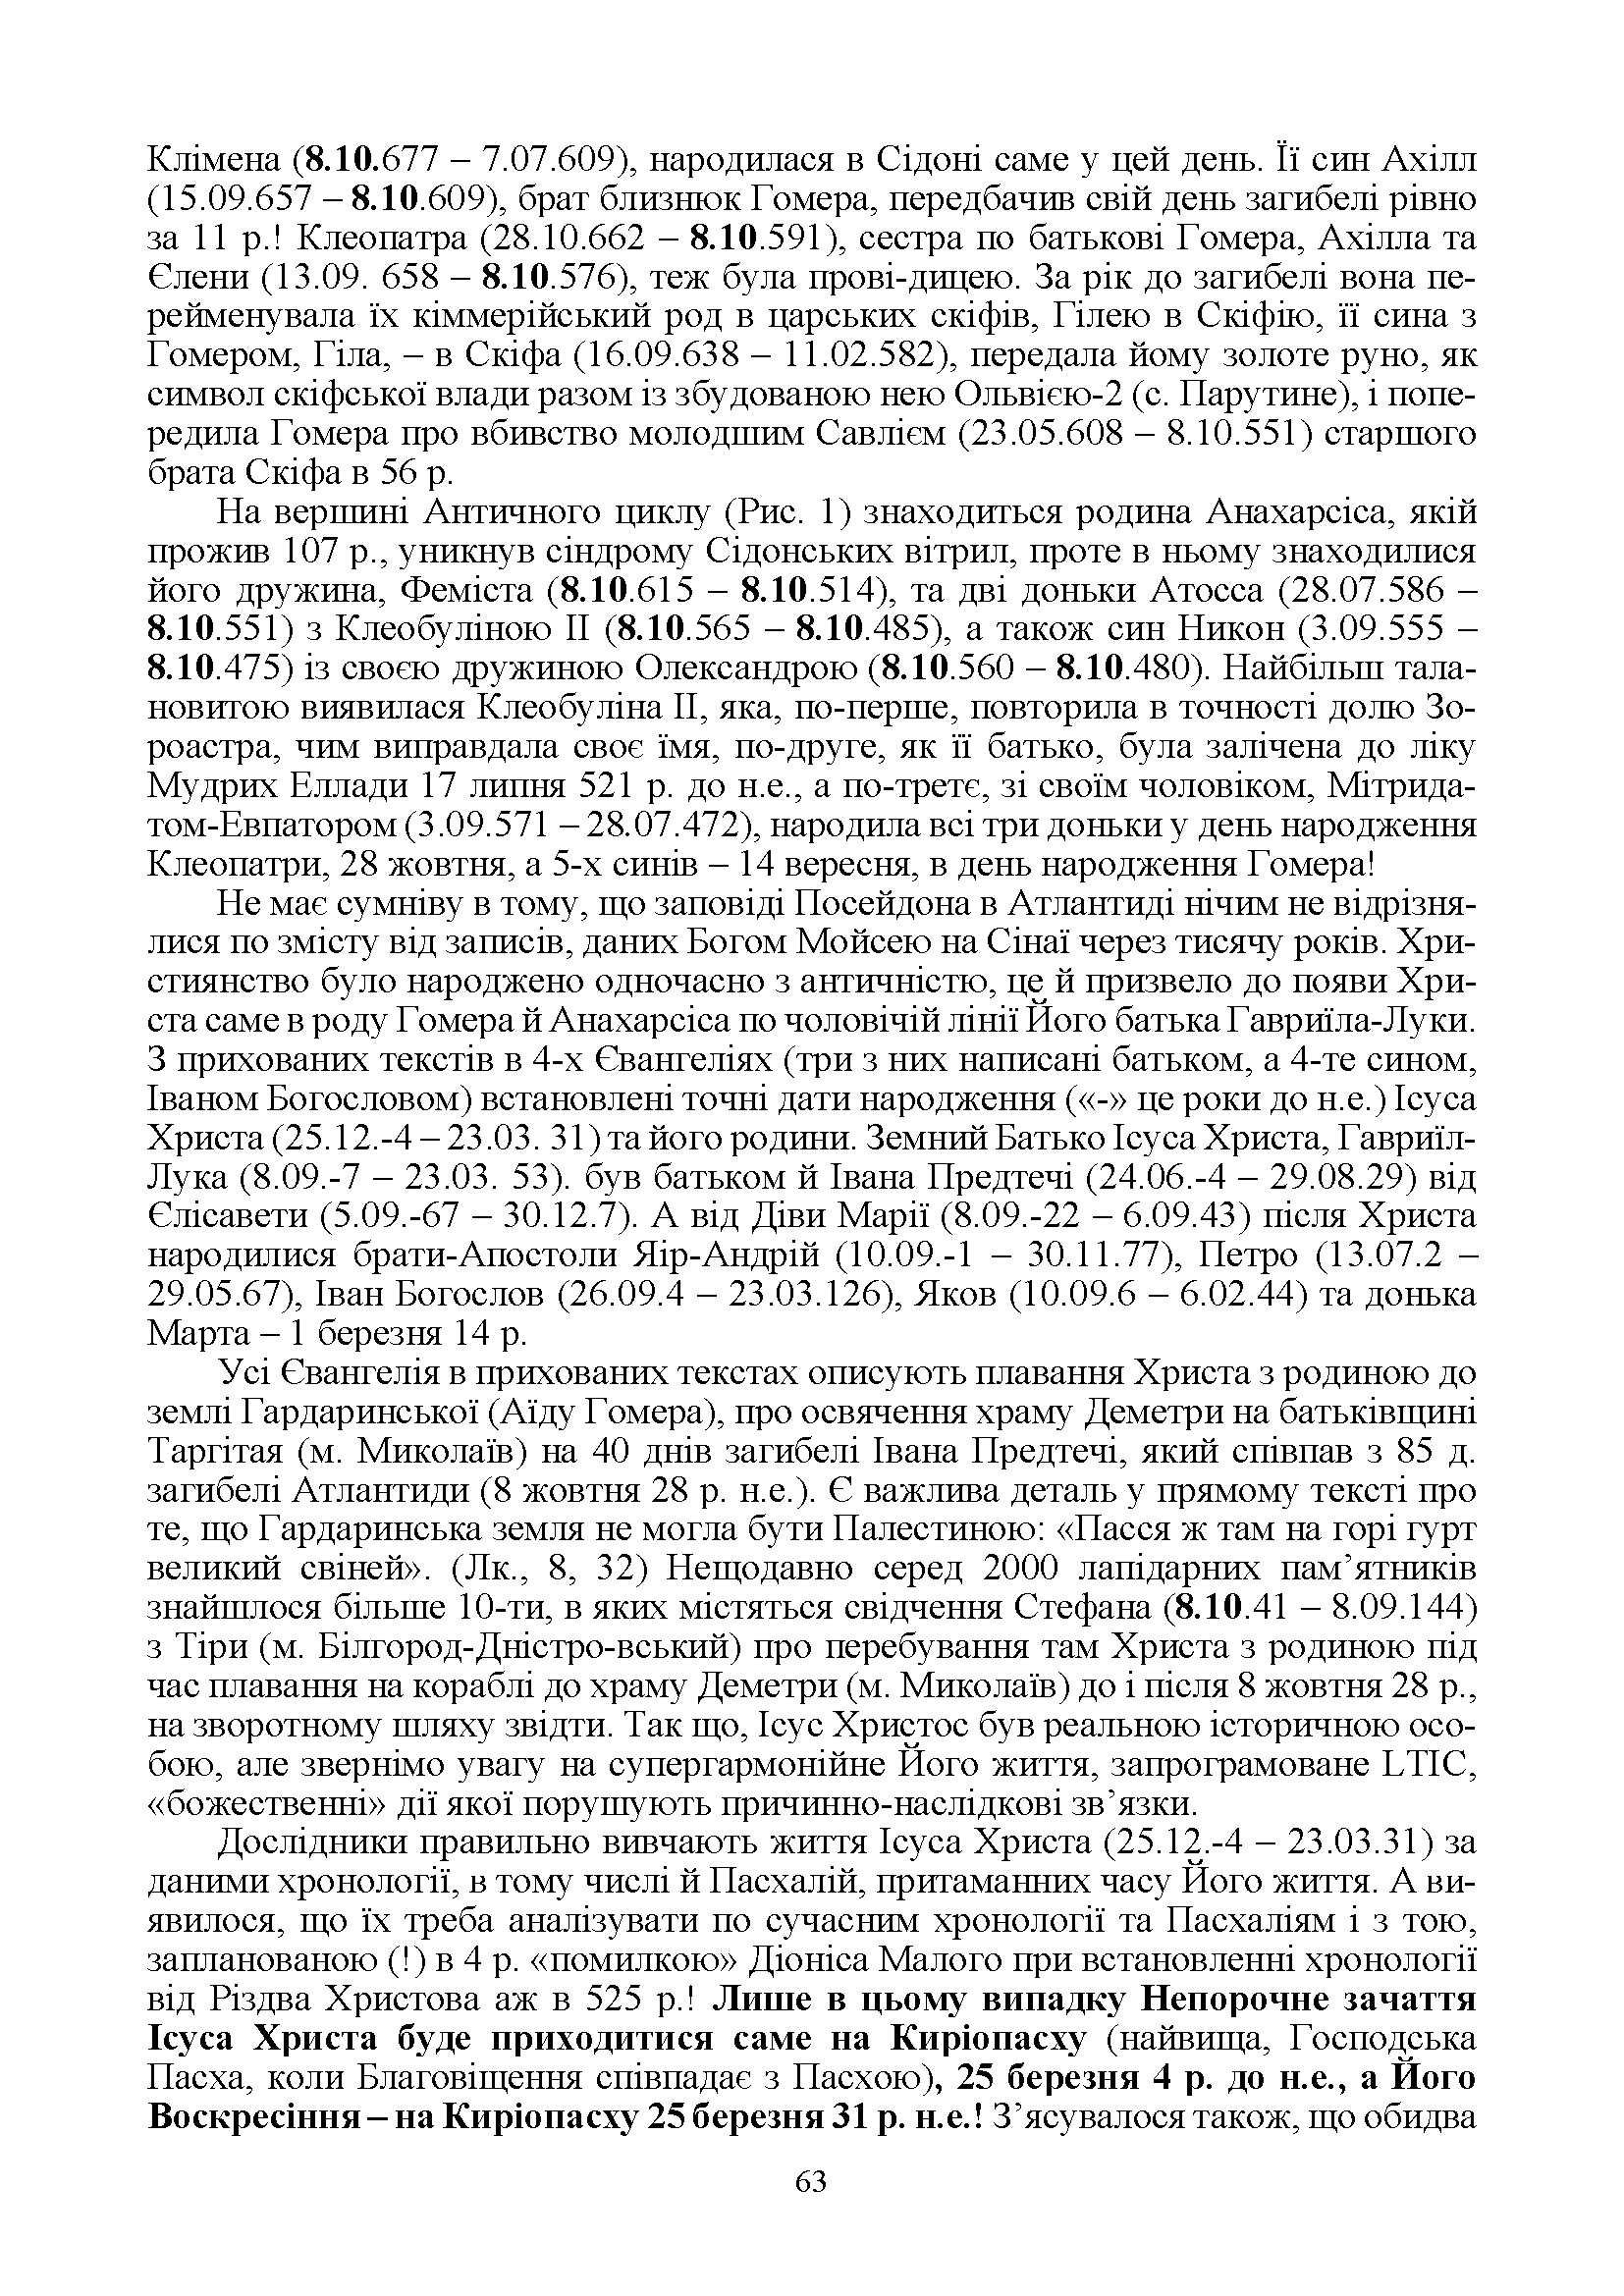 Клімена (8.10.677 – 7.07.609), народилася в Сідоні саме у цей день. Її син Ахілл
(15.09.657 – 8.10.609), брат близнюк Гомера, передбачив свій день загибелі рівно
за 11 р.! Клеопатра (28.10.662 – 8.10.591), сестра по батькові Гомера, Ахілла та
Єлени (13.09. 658 – 8.10.576), теж була прові-дицею. За рік до загибелі вона пе-
рейменувала їх кіммерійський род в царських скіфів, Гілею в Скіфію, її сина з
Гомером, Гіла, – в Скіфа (16.09.638 – 11.02.582), передала йому золоте руно, як
символ скіфської влади разом із збудованою нею Ольвією-2 (с. Парутине), і попе-
редила Гомера про вбивство молодшим Савлієм (23.05.608 – 8.10.551) старшого
брата Скіфа в 56 р.
На вершині Античного циклу (Рис. 1) знаходиться родина Анахарсіса, якій
прожив 107 р., уникнув сіндрому Сідонських вітрил, проте в ньому знаходилися
його дружина, Феміста (8.10.615 – 8.10.514), та дві доньки Атосса (28.07.586 –
8.10.551) з Клеобуліною II (8.10.565 – 8.10.485), а також син Никон (3.09.555 –
8.10.475) із своєю дружиною Олександрою (8.10.560 – 8.10.480). Найбільш тала-
новитою виявилася Клеобуліна II, яка, по-перше, повторила в точності долю Зо-
роастра, чим виправдала своє їмя, по-друге, як її батько, була залічена до ліку
Мудрих Еллади 17 липня 521 р. до н.е., а по-третє, зі своїм чоловіком, Мітрида-
том-Евпатором (3.09.571 – 28.07.472), народила всі три доньки у день народження
Клеопатри, 28 жовтня, а 5-х синів – 14 вересня, в день народження Гомера!
Не має сумніву в тому, що заповіді Посейдона в Атлантиді нічим не відрізня-
лися по змісту від записів, даних Богом Мойсею на Сінаї через тисячу років. Хри-
стиянство було народжено одночасно з античністю, це й призвело до появи Хри-
ста саме в роду Гомера й Анахарсіса по чоловічій лінії Його батька Гавриїла-Луки.
З прихованих текстів в 4-х Євангеліях (три з них написані батьком, а 4-те сином,
Іваном Богословом) встановлені точні дати народження («-» це роки до н.е.) Ісуса
Христа (25.12.-4 – 23.03. 31) та його родини. Земний Батько Ісуса Христа, Гавриїл-
Лука (8.09.-7 – 23.03. 53). був батьком й Івана Предтечі (24.06.-4 – 29.08.29) від
Єлісавети (5.09.-67 – 30.12.7). А від Діви Марії (8.09.-22 – 6.09.43) після Христа
народилися брати-Апостоли Яір-Андрій (10.09.-1 – 30.11.77), Петро (13.07.2 –
29.05.67), Іван Богослов (26.09.4 – 23.03.126), Яков (10.09.6 – 6.02.44) та донька
Марта – 1 березня 14 р.
Усі Євангелія в прихованих текстах описують плавання Христа з родиною до
землі Гардаринської (Аїду Гомера), про освячення храму Деметри на батьківщині
Таргітая (м. Миколаїв) на 40 днів загибелі Івана Предтечі, який співпав з 85 д.
загибелі Атлантиди (8 жовтня 28 р. н.е.). Є важлива деталь у прямому тексті про
те, що Гардаринська земля не могла бути Палестиною: «Пасся ж там на горі гурт
великий свіней». (Лк., 8, 32) Нещодавно серед 2000 лапідарних пам’ятників
знайшлося більше 10-ти, в яких містяться свідчення Стефана (8.10.41 – 8.09.144)
з Тіри (м. Білгород-Дністро-вський) про перебування там Христа з родиною під
час плавання на кораблі до храму Деметри (м. Миколаїв) до і після 8 жовтня 28 р.,
на зворотному шляху звідти. Так що, Ісус Христос був реальною історичною осо-
бою, але звернімо увагу на супергармонійне Його життя, запрограмоване LTIC,
«божественні» дії якої порушують причинно-наслідкові зв’язки.
Дослідники правильно вивчають життя Ісуса Христа (25.12.-4 – 23.03.31) за
даними хронології, в тому числі й Пасхалій, притаманних часу Його життя. А ви-
явилося, що їх треба аналізувати по сучасним хронології та Пасхаліям і з тою,
запланованою (!) в 4 р. «помилкою» Діоніса Малого при встановленні хронології
від Різдва Христова аж в 525 р.! Лише в цьому випадку Непорочне зачаття
Ісуса Христа буде приходитися саме на Киріопасху (найвища, Господська
Пасха, коли Благовіщення співпадає з Пасхою), 25 березня 4 р. до н.е., а Його
Воскресіння – на Киріопасху 25 березня 31 р. н.е.! З’ясувалося також, що обидва
63